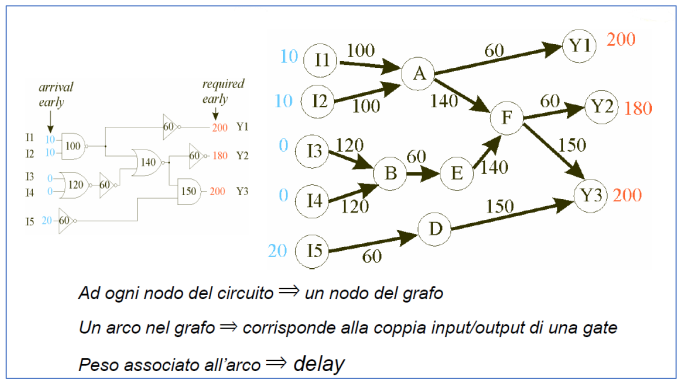 arrival
early
required
early
I1 10
I2 10
100
60
200 Y1
I3 0
I4 0
120
60
140
60
180 Y2
150
200 Y3
I5 20
60
10 I1 100
10 I2 100
A
60
Y1 200
140
F
60
Y2 180
0 I3 120
B
60
E
140
150
0 I4 120
Y3 200
20 I5 60
D
150
Ad ogni nodo del circuito ⇒ un nodo del grafo
Un arco nel grafo ⇒ corrisponde alla coppia input/output di una gate
Peso associato all'arco ⇒ delay